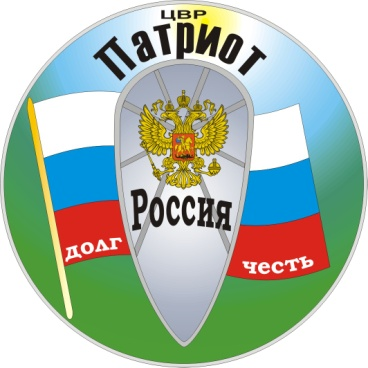 ЦВР
Патриот
Россия
долг
честь